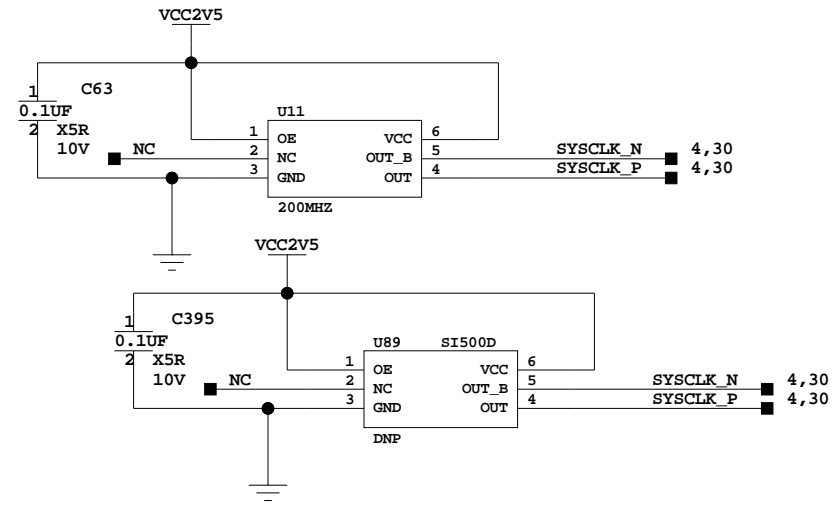 VCC2V5
1 C63
0.1UF
2 X5R
10V
NC
U11
1 OE VCC 6
2 NC OUT_B 5 SYSCLK_N 4,30
3 GND OUT 4 SYSCLK_P 4,30
200MHZ
VCC2V5
1 C395
0.1UF
2 X5R
10V
NC
U89 SI500D
1 OE VCC 6
2 NC OUT_B 5 SYSCLK_N 4,30
3 GND OUT 4 SYSCLK_P 4,30
DNP